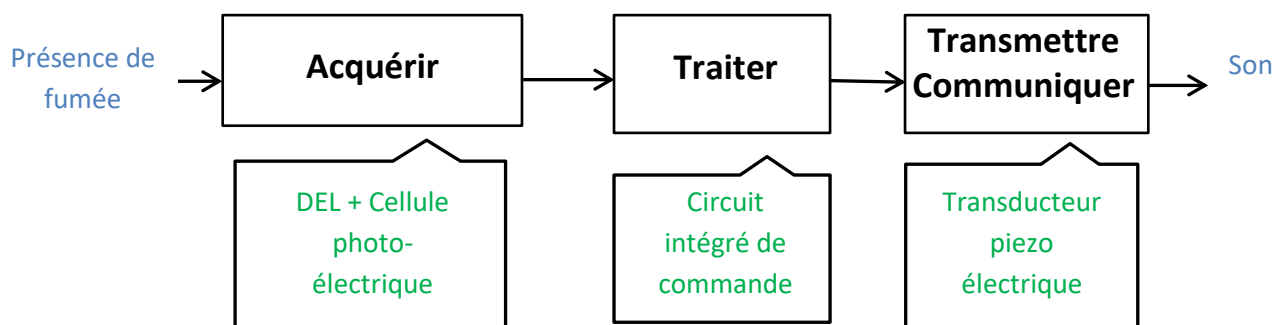 Présence de
fumée
Acquérir
Traiter
Transmettre
Communiquer
Son
DEL + Cellule
photo-
électrique
Circuit
intégré de
commande
Transducteur
piezo
électrique